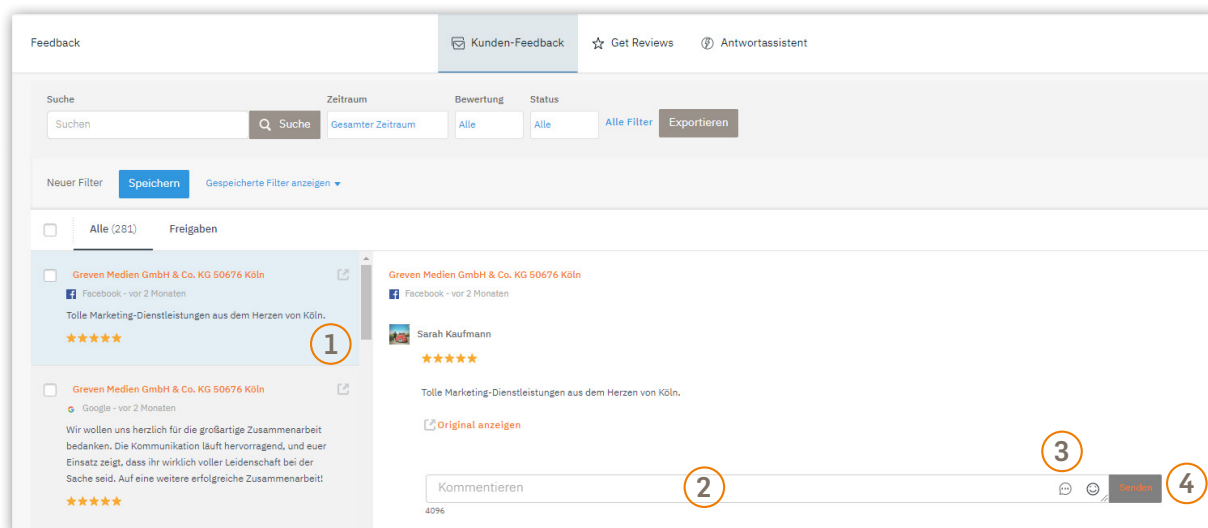 Feedback
Kunden-Feedback
Get Reviews
Antwortassistent
Suche
Zeitraum
Bewertung
Status
Suchen
Suche
Gesamter Zeitraum
Alle
Alle
Alle Filter
Exportieren
Neuer Filter
Speichern
Gespeicherte Filter anzeigen
Alle (281)
Freigaben
Greven Medien GmbH & Co. KG 50676 Köln
Facebook - vor 2 Monaten
Tolle Marketing-Dienstleistungen aus dem Herzen von Köln.
1
Greven Medien GmbH & Co. KG 50676 Köln
Google - vor 2 Monaten
Wir wollen uns herzlich für die großartige Zusammenarbeit
bedanken. Die Kommunikation läuft hervorragend, und euer
Einsatz zeigt, dass ihr wirklich voller Leidenschaft bei der
Sache seid. Auf eine weitere erfolgreiche Zusammenarbeit!
Greven Medien GmbH & Co. KG 50676 Köln
Facebook - vor 2 Monaten
Sarah Kaufmann
Tolle Marketing-Dienstleistungen aus dem Herzen von Köln.
Original anzeigen
3
Kommentieren
2
Senden
4
4096